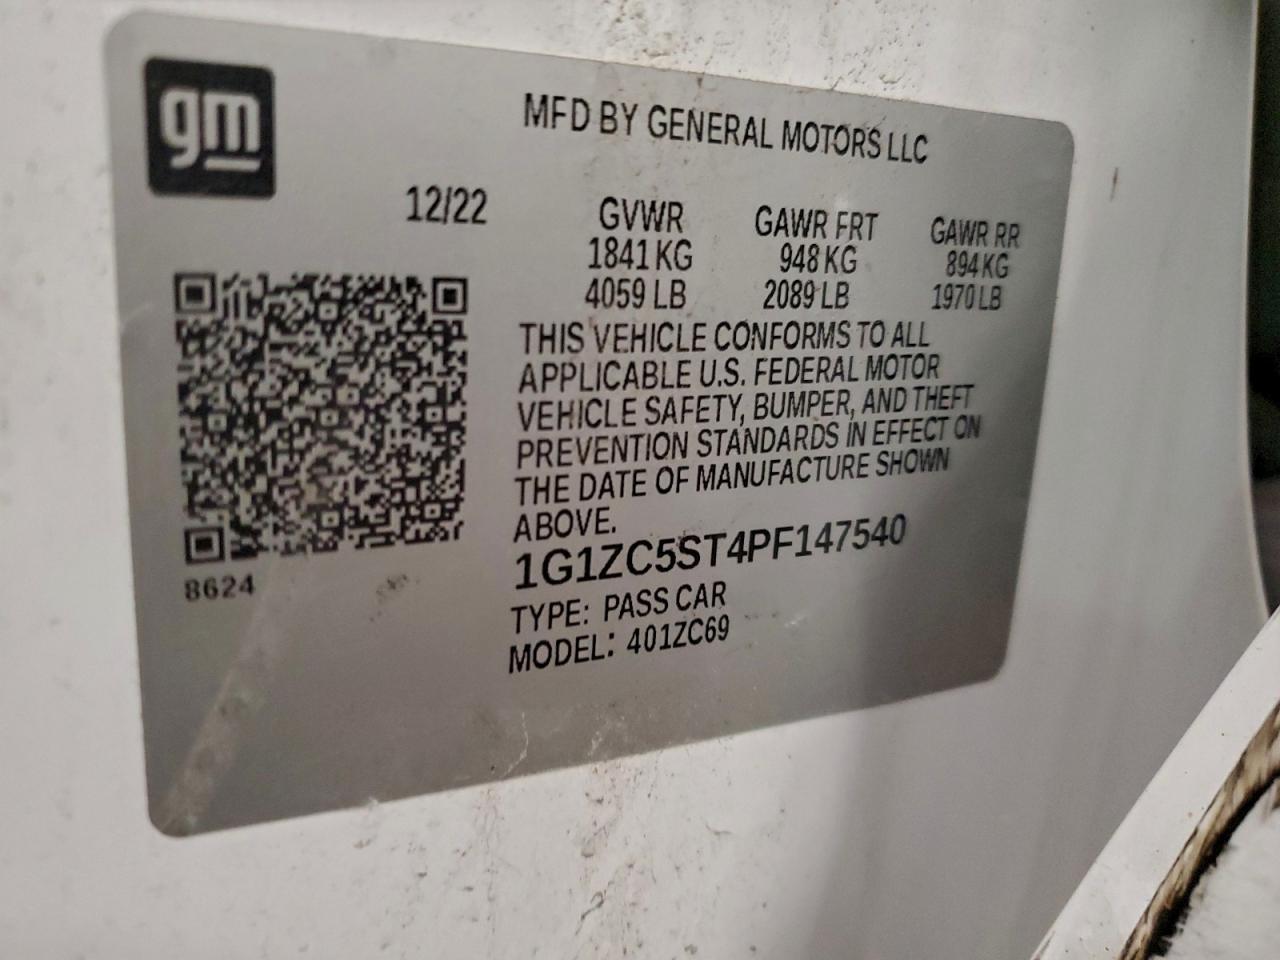 gm
MFD BY GENERAL MOTORS LLC
12/22
GVWR GAWR FRT GAWR RR
1841 KG 948 KG 894 KG
4059 LB 2089 LB 1970 LB
THIS VEHICLE CONFORMS TO ALL
APPLICABLE U.S. FEDERAL MOTOR
VEHICLE SAFETY, BUMPER, AND THEFT
PREVENTION STANDARDS IN EFFECT ON
THE DATE OF MANUFACTURE SHOWN
ABOVE.
1G1ZC5ST4PF147540
TYPE: PASS CAR
MODEL: 401ZC69
8624